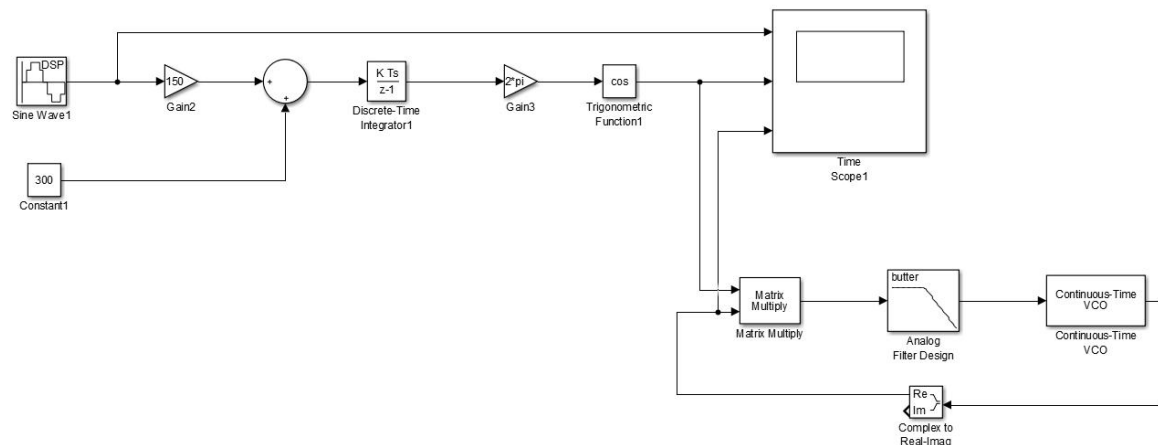 DSP
Sine Wave1
150
Gain2
+
+
K Ts
z-1
Discrete-Time
Integrator1
2*pi
Gain3
cos
Trigonometric
Function1
Time
Scope1
300
Constant1
Matrix
Multiply
Matrix Multiply
butter
Analog
Filter Design
Continuous-Time
VCO
Continuous-Time
VCO
Re
Im
Complex to
Real-Imag